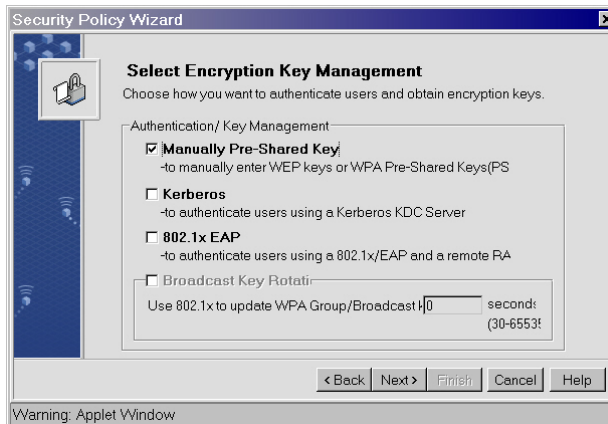 Security Policy Wizard
Select Encryption Key Management
Choose how you want to authenticate users and obtain encryption keys.
Authentication/ Key Management
Manually Pre-Shared Key
-to manually enter WEP keys or WPA Pre-Shared Keys(PS
Kerberos
-to authenticate users using a Kerberos KDC Server
802.1x EAP
-to authenticate users using a 802.1x/EAP and a remote RA
Broadcast Key Rotati
Use 802.1x to update WPA Group/Broadcast 0 seconds
(30-6553
< Back Next > Finish Cancel Help
Warning: Applet Window